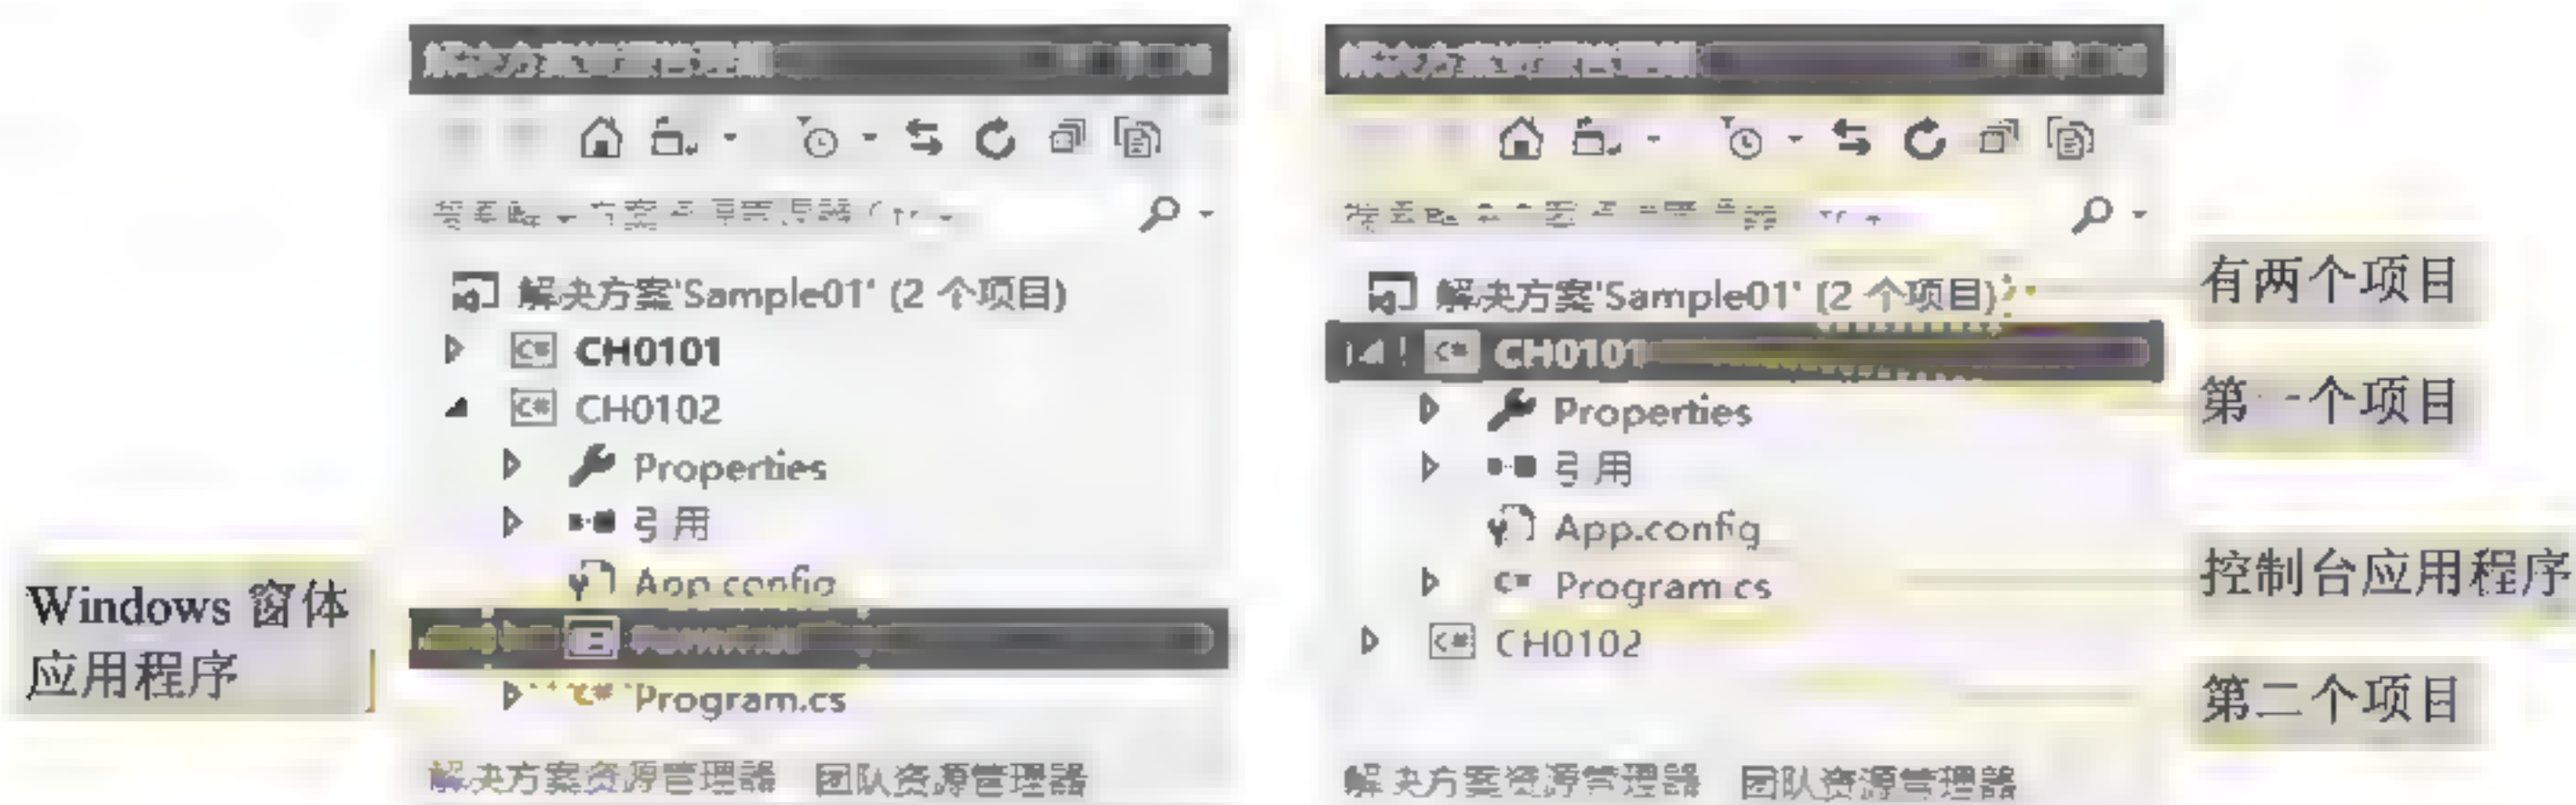 解决方案'Sample01' (2 个项目)
CH0101
CH0102
Properties
引用
App.config
Program.cs
解决方案资源管理器 团队资源管理器
Windows 窗体
应用程序
解决方案'Sample01' (2 个项目)
CH0101
Properties
引用
App.config
Program.cs
CH0102
解决方案资源管理器 团队资源管理器
有两个项目
第一个项目
控制台应用程序
第二个项目